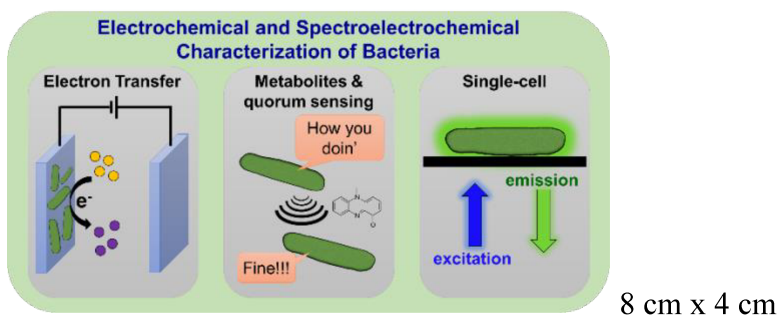 Electrochemical and Spectroelectrochemical
Characterization of Bacteria
Electron Transfer
e-
Metabolites &
quorum sensing
How you
doin'
N
N
O
Fine!!!
Single-cell
emission
excitation
8 cm x 4 cm